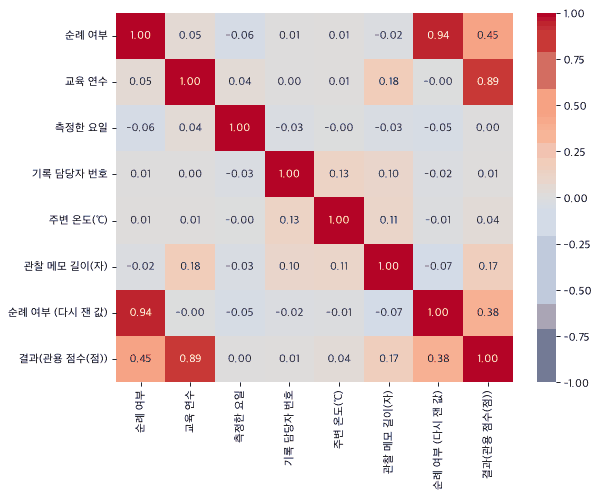 순례 여부 1.00 0.05 -0.06 0.01 0.01 -0.02 0.94 0.45
교육 연수 0.05 1.00 0.04 0.00 0.01 0.18 -0.00 0.89
측정한 요일 -0.06 0.04 1.00 -0.03 -0.00 -0.03 -0.05 0.00
기록 담당자 번호 0.01 0.00 -0.03 1.00 0.13 0.10 -0.02 0.01
주변 온도(℃) 0.01 0.01 -0.00 0.13 1.00 0.11 -0.01 0.04
관찰 메모 길이(자) -0.02 0.18 -0.03 0.10 0.11 1.00 -0.07 0.17
순례 여부 (다시 잰 값) 0.94 -0.00 -0.05 -0.02 -0.01 -0.07 1.00 0.38
결과(관용 점수(점)) 0.45 0.89 0.00 0.01 0.04 0.17 0.38 1.00
순례 여부
교육 연수
측정한 요일
기록 담당자 번호
주변 온도(℃)
관찰 메모 길이(자)
순례 여부 (다시 잰 값)
결과(관용 점수(점))
1.00
0.75
0.50
0.25
0.00
-0.25
-0.50
-0.75
-1.00